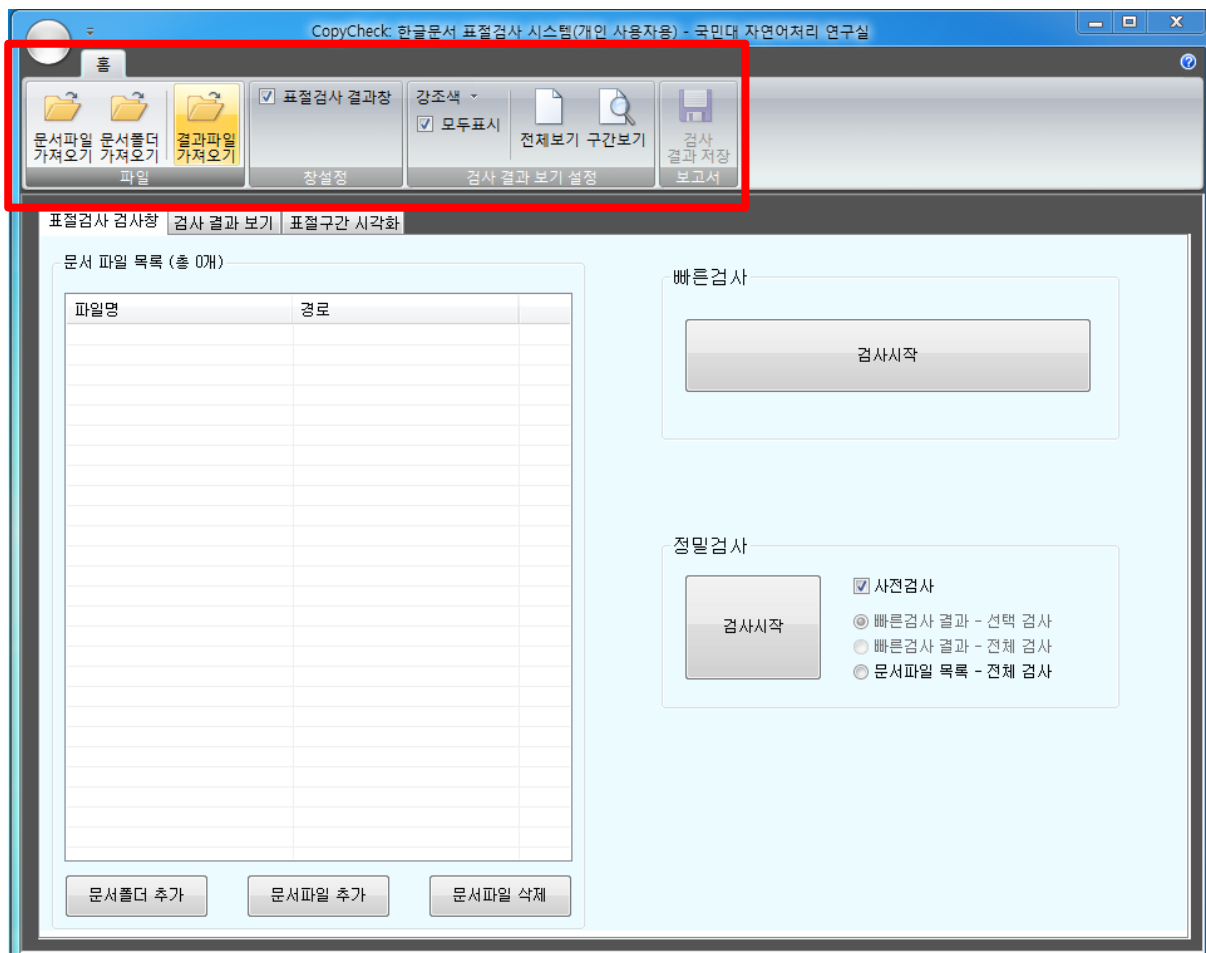 CopyCheck: 한글문서 표절검사 시스템(개인 사용자용) - 국민대 자연어처리 연구실
홈
문서파일 가져오기
문서폴더 가져오기
결과파일 가져오기
파일
표절검사 결과창
창설정
강조색
모두표시
전체보기
구간보기
검사 결과 보기 설정
검사
결과 저장
보고서
표절검사 검사창 검사 결과 보기 표절구간 시각화
문서 파일 목록 (총 0개)
파일명 경로
문서폴더 추가 문서파일 추가 문서파일 삭제
빠른검사
검사시작
정밀검사
검사시작
사전검사
빠른검사 결과 - 선택 검사
빠른검사 결과 - 전체 검사
문서파일 목록 - 전체 검사